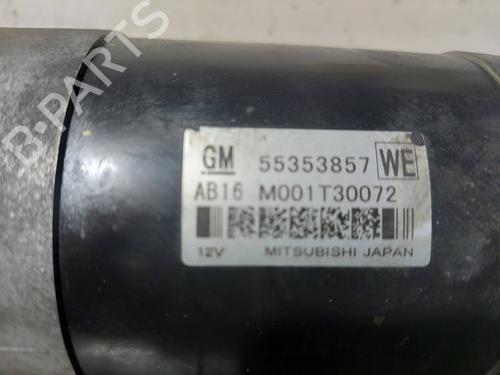 GM 55353857 WE
AB16 M001T30072
12V MITSUBISHI JAPAN
B-PARTS